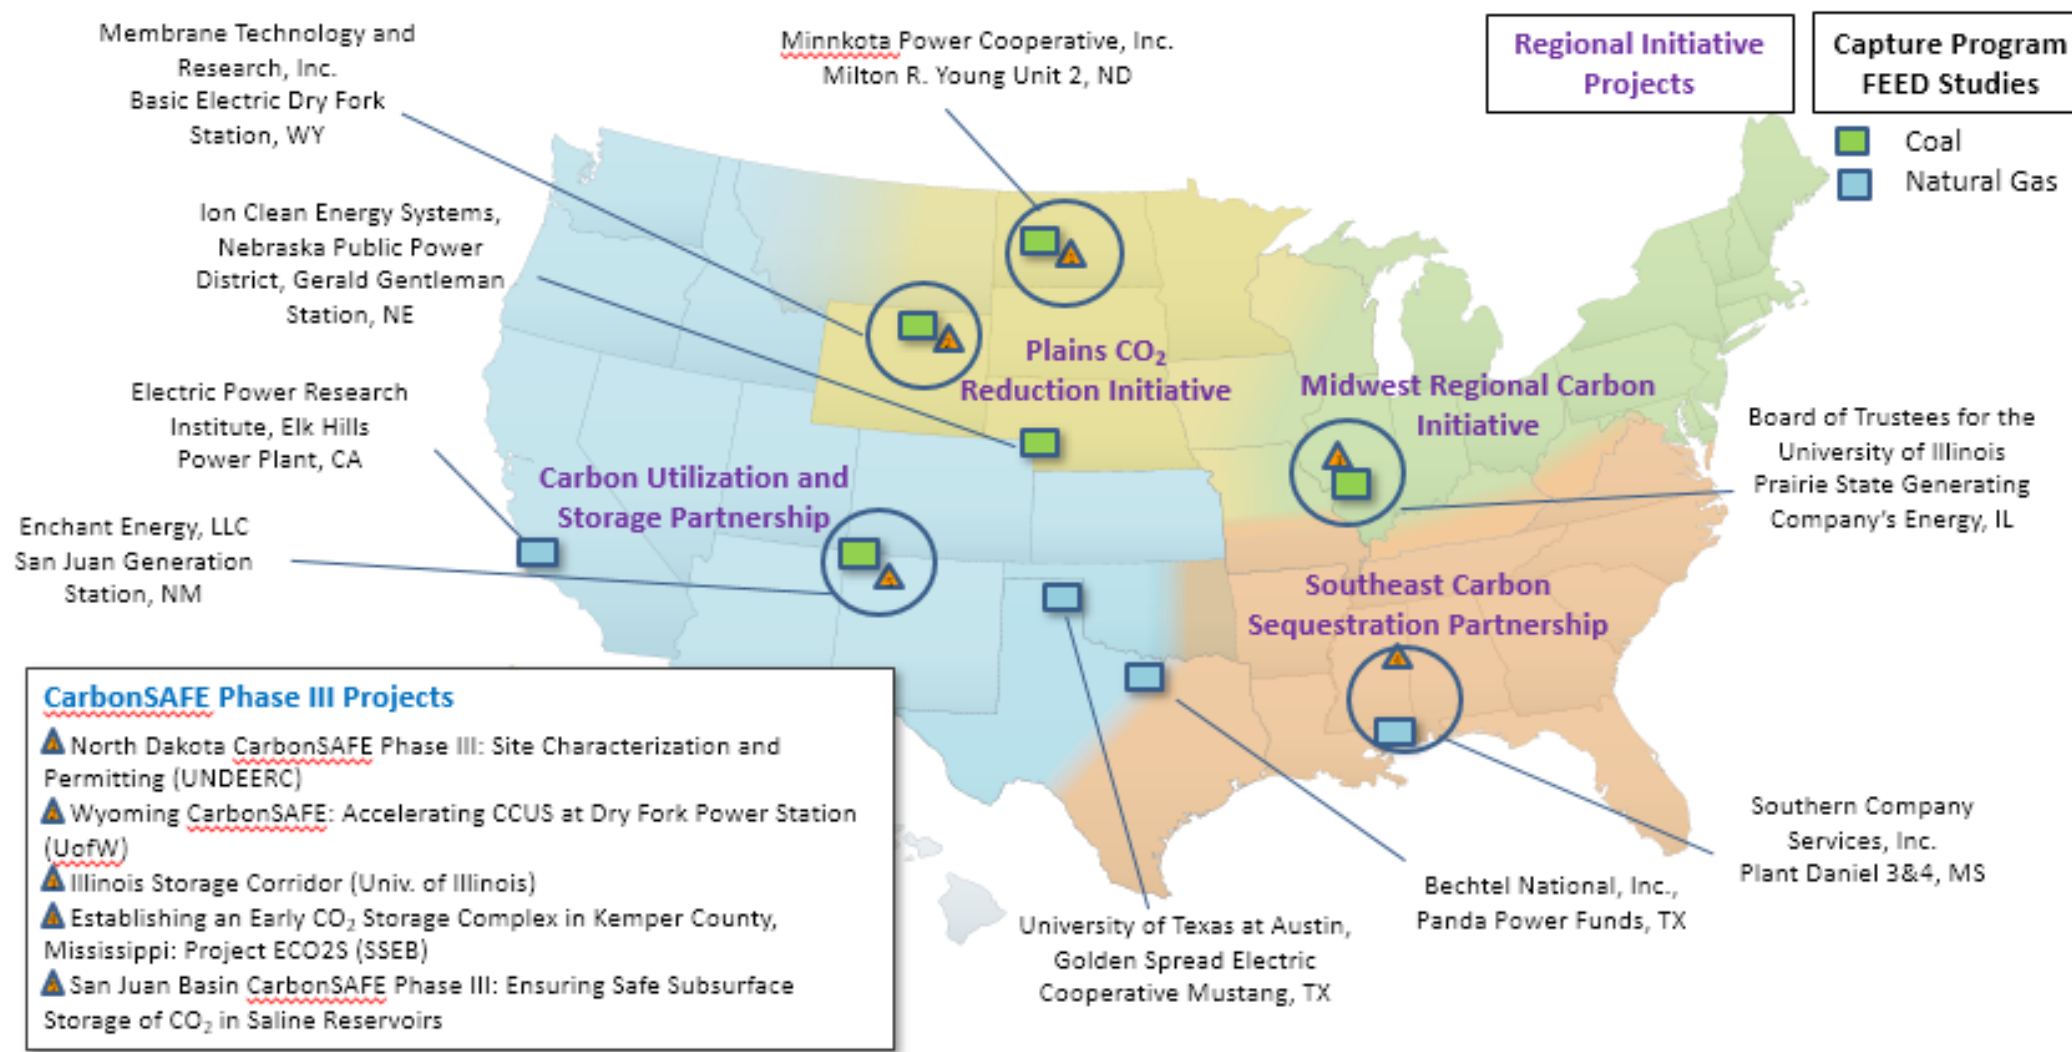 Membrane Technology and
Research, Inc.
Basic Electric Dry Fork
Station, WY
Minnkota Power Cooperative, Inc.
Milton R. Young Unit 2, ND
Regional Initiative
Projects
Capture Program
FEED Studies
Coal
Natural Gas
Ion Clean Energy Systems,
Nebraska Public Power
District, Gerald Gentleman
Station, NE
Plains CO₂
Reduction Initiative
Midwest Regional Carbon
Initiative
Electric Power Research
Institute, Elk Hills
Power Plant, CA
Board of Trustees for the
University of Illinois
Prairie State Generating
Company's Energy, IL
Carbon Utilization and
Storage Partnership
Enchant Energy, LLC
San Juan Generation
Station, NM
Southeast Carbon
Sequestration Partnership
CarbonSAFE Phase III Projects
North Dakota CarbonSAFE Phase III: Site Characterization and
Permitting (UNDEERC)
Wyoming CarbonSAFE: Accelerating CCUS at Dry Fork Power Station
(UofW)
Illinois Storage Corridor (Univ. of Illinois)
Establishing an Early CO₂ Storage Complex in Kemper County,
Mississippi: Project ECO2S (SSEB)
San Juan Basin CarbonSAFE Phase III: Ensuring Safe Subsurface
Storage of CO₂ in Saline Reservoirs
University of Texas at Austin,
Golden Spread Electric
Cooperative Mustang, TX
Bechtel National, Inc.,
Panda Power Funds, TX
Southern Company
Services, Inc.
Plant Daniel 3&4, MS